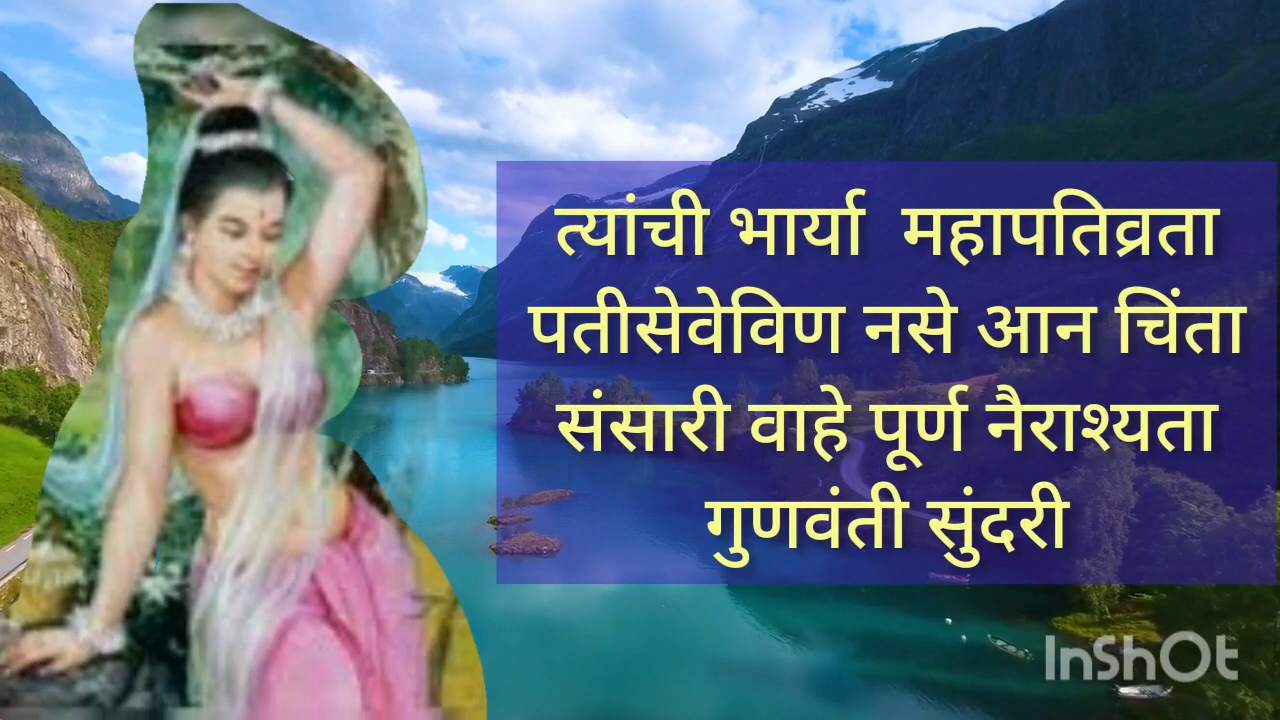 त्यांची भार्या महापतिव्रता
पतीसेवेविण नसे आन चिंता
संसारी वाहे पूर्ण नैराश्यता
गुणवंती सुंदरी
InShOt